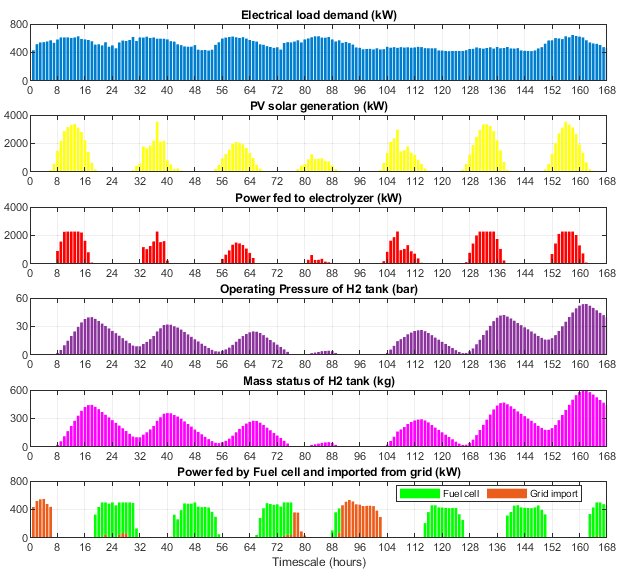 Electrical load demand (kW)
800
400
0
0 8 16 24 32 40 48 56 64 72 80 88 96 104 112 120 128 136 144 152 160 168
PV solar generation (kW)
4000
2000
0
0 8 16 24 32 40 48 56 64 72 80 88 96 104 112 120 128 136 144 152 160 168
Power fed to electrolyzer (kW)
4000
2000
0
0 8 16 24 32 40 48 56 64 72 80 88 96 104 112 120 128 136 144 152 160 168
Operating Pressure of H2 tank (bar)
60
30
0
0 8 16 24 32 40 48 56 64 72 80 88 96 104 112 120 128 136 144 152 160 168
Mass status of H2 tank (kg)
600
300
0
0 8 16 24 32 40 48 56 64 72 80 88 96 104 112 120 128 136 144 152 160 168
Power fed by Fuel cell and imported from grid (kW)
800
Fuel cell Grid import
400
0
0 8 16 24 32 40 48 56 64 72 80 88 96 104 112 120 128 136 144 152 160 168
Timescale (hours)